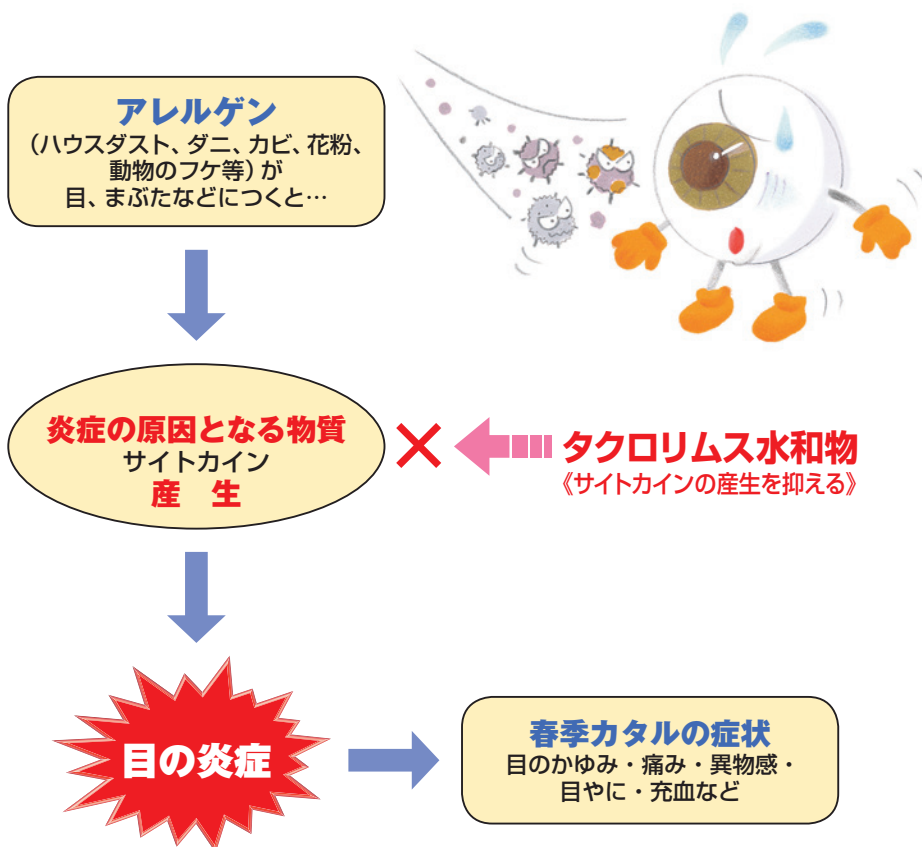 アレルゲン
（ハウスダスト、ダニ、カビ、花粉、
動物のフケ等）が
目、まぶたなどにつくと…
炎症の原因となる物質
サイトカイン
産　生
タクロリムス水和物
《サイトカインの産生を抑える》
目の炎症
春季カタルの症状
目のかゆみ・痛み・異物感・
目やに・充血など